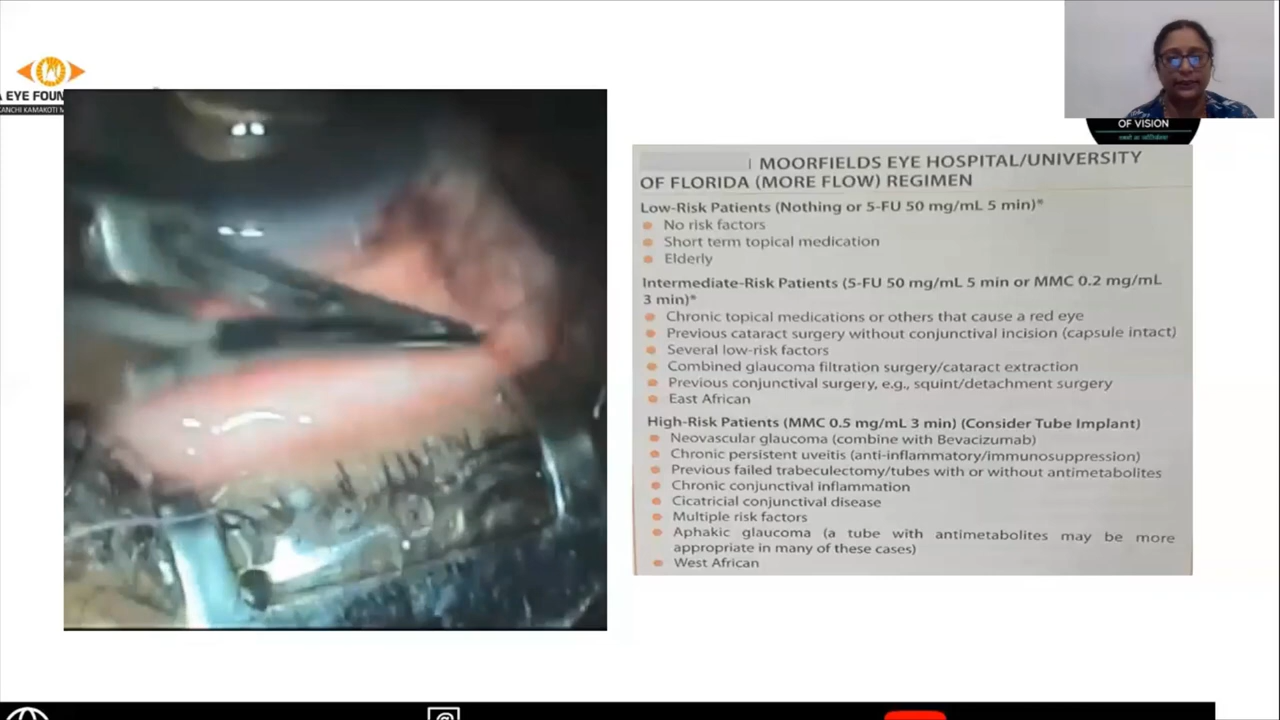 A EYE FOUN
KANCHI KAMAKOTI M
OF VISION
MOORFIELDS EYE HOSPITAL/UNIVERSITY
OF FLORIDA (MORE FLOW) REGIMEN
Low-Risk Patients (Nothing or 5-FU 50 mg/mL 5 min)*
No risk factors
Short term topical medication
Elderly
Intermediate-Risk Patients (5-FU 50 mg/mL 5 min or MMC 0.2 mg/mL
3 min)*
Chronic topical medications or others that cause a red eye
Previous cataract surgery without conjunctival incision (capsule intact)
Several low-risk factors
Combined glaucoma filtration surgery/cataract extraction
Previous conjunctival surgery, e.g., squint/detachment surgery
East African
High-Risk Patients (MMC 0.5 mg/mL 3 min) (Consider Tube Implant)
Neovascular glaucoma (combine with Bevacizumab)
Chronic persistent uveitis (anti-inflammatory/immunosuppression)
Previous failed trabeculectomy/tubes with or without antimetabolites
Chronic conjunctival inflammation
Cicatricial conjunctival disease
Multiple risk factors
Aphakic glaucoma (a tube with antimetabolites may be more
appropriate in many of these cases)
West African